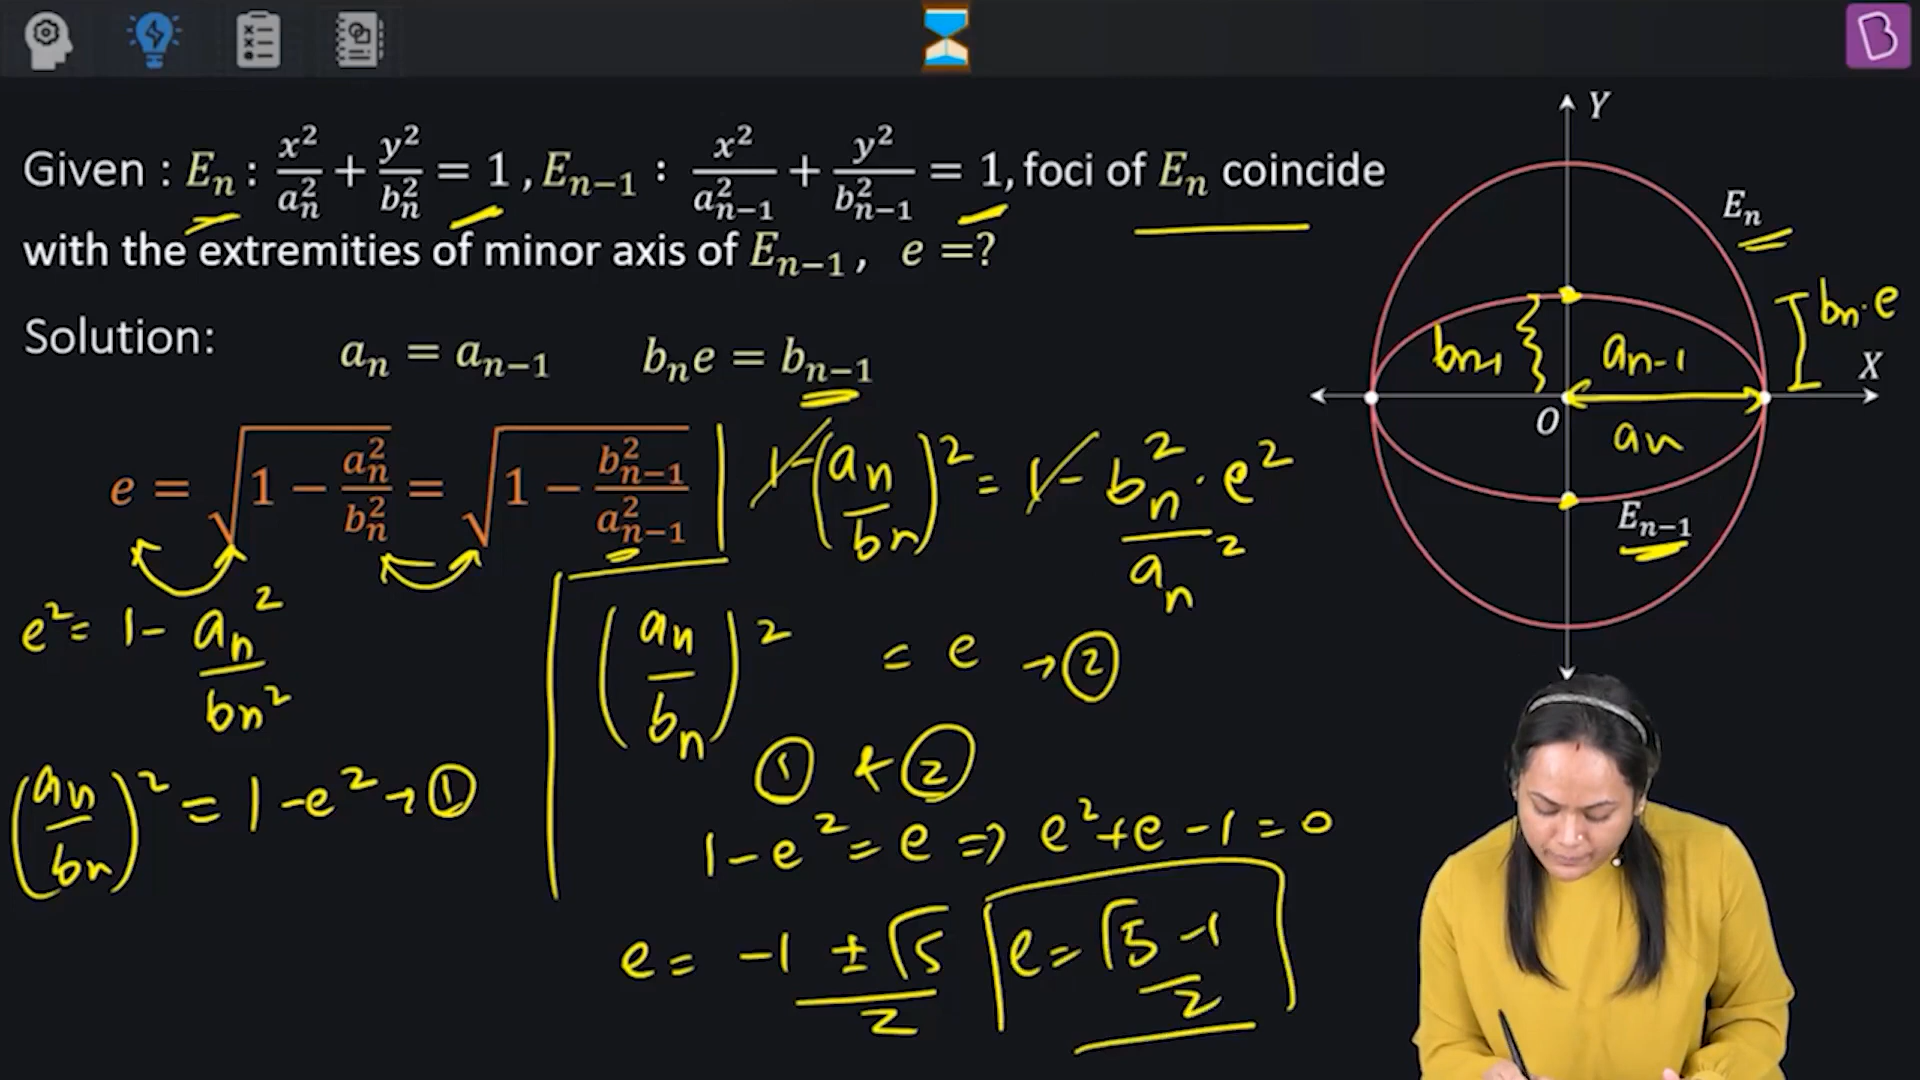 Given : Eₙ : x²/aₙ² + y²/bₙ² = 1 , Eₙ₋₁ : x²/aₙ₋₁² + y²/bₙ₋₁² = 1, foci of Eₙ coincide
with the extremities of minor axis of Eₙ₋₁ , e =?
Solution:
aₙ = aₙ₋₁ bₙe = bₙ₋₁
e = √(1 − aₙ²/bₙ²) = √(1 − bₙ₋₁²/aₙ₋₁²)
1 - (an/bn)² = 1 - bn²·e²/an²
e² = 1 - an²/bn²
(an/bn)² = e → ②
(an/bn)² = 1 - e² → ①
① & ②
1 - e² = e ⇒ e² + e - 1 = 0
e = -1 ± √5/2
e = √5 - 1/2
Y
Eₙ
bn·e
bn-1
an-1
X
O
an
Eₙ₋₁
B